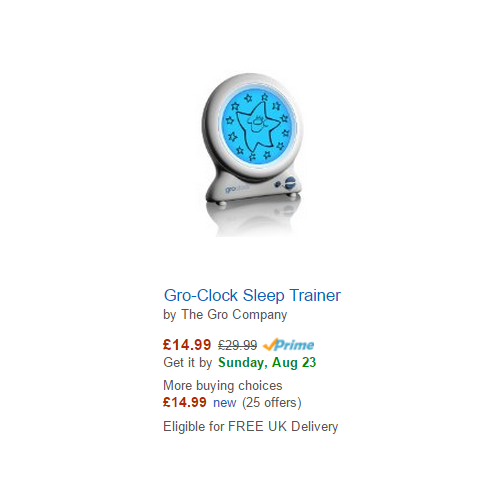 groclock
Gro-Clock Sleep Trainer
by The Gro Company
£14.99 £29.99 Prime
Get it by Sunday, Aug 23
More buying choices
£14.99 new (25 offers)
Eligible for FREE UK Delivery